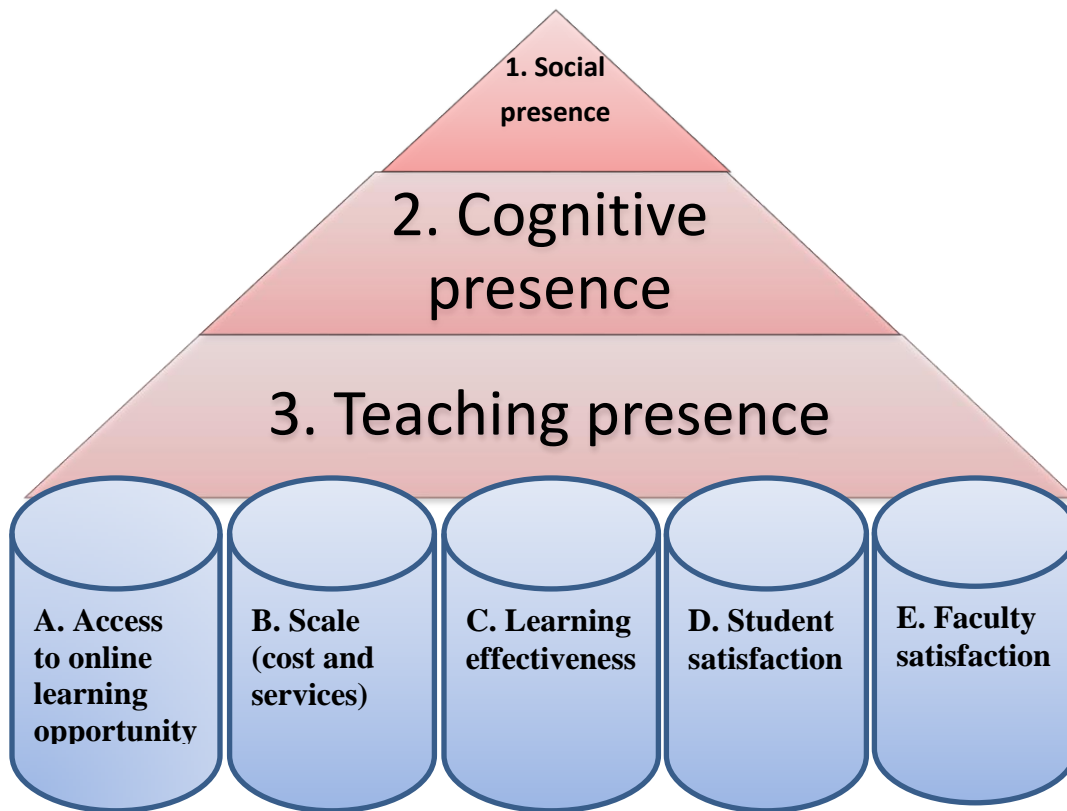 1. Social
presence
2. Cognitive
presence
3. Teaching presence
A. Access
to online
learning
opportunity
B. Scale
(cost and
services)
C. Learning
effectiveness
D. Student
satisfaction
E. Faculty
satisfaction